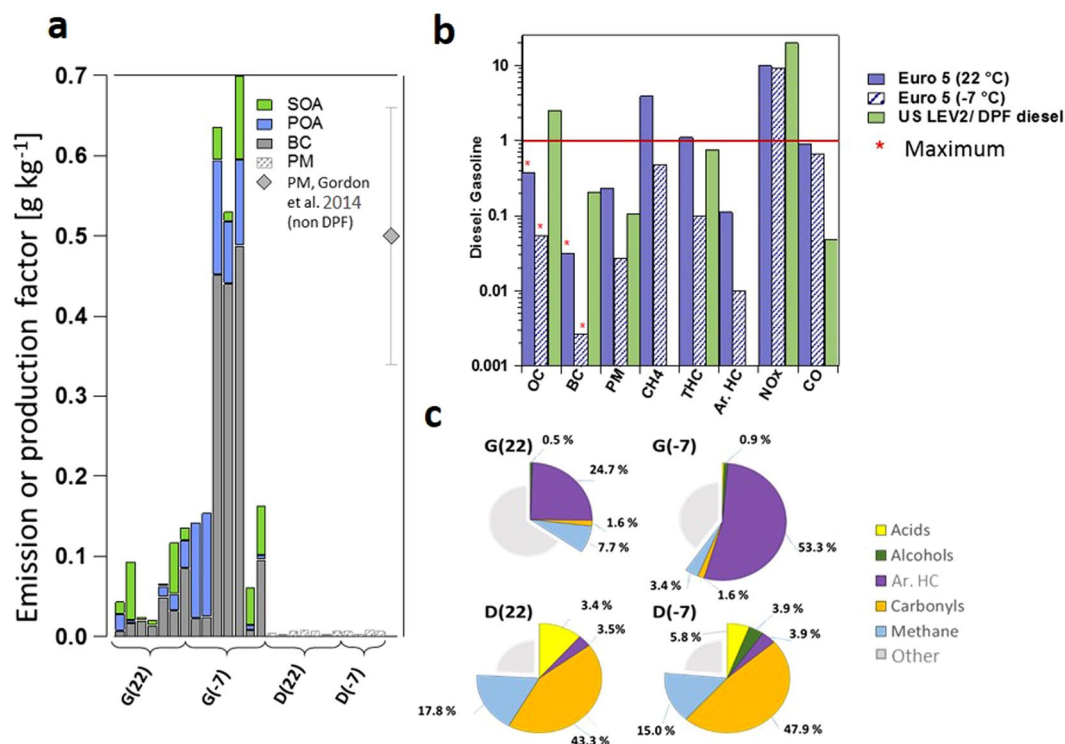 a
Emission or production factor [g kg⁻¹]
0.7
0.6
0.5
0.4
0.3
0.2
0.1
0.0
SOA
POA
BC
PM
PM, Gordon
et al. 2014
(non DPF)
G(22)
G(-7)
D(22)
D(-7)
b
Diesel: Gasoline
10
1
0.1
0.01
0.001
OC
BC
PM
CH4
THC
Ar. HC
NOx
CO
* * * *
Euro 5 (22 °C)
Euro 5 (-7 °C)
US LEV2/ DPF diesel
* Maximum
c
G(22)
0.5 %
24.7 %
1.6 %
7.7 %
G(-7)
0.9 %
53.3 %
1.6 %
3.4 %
D(22)
3.4 %
3.5 %
43.3 %
17.8 %
D(-7)
5.8 %
3.9 %
3.9 %
47.9 %
15.0 %
Acids
Alcohols
Ar. HC
Carbonyls
Methane
Other